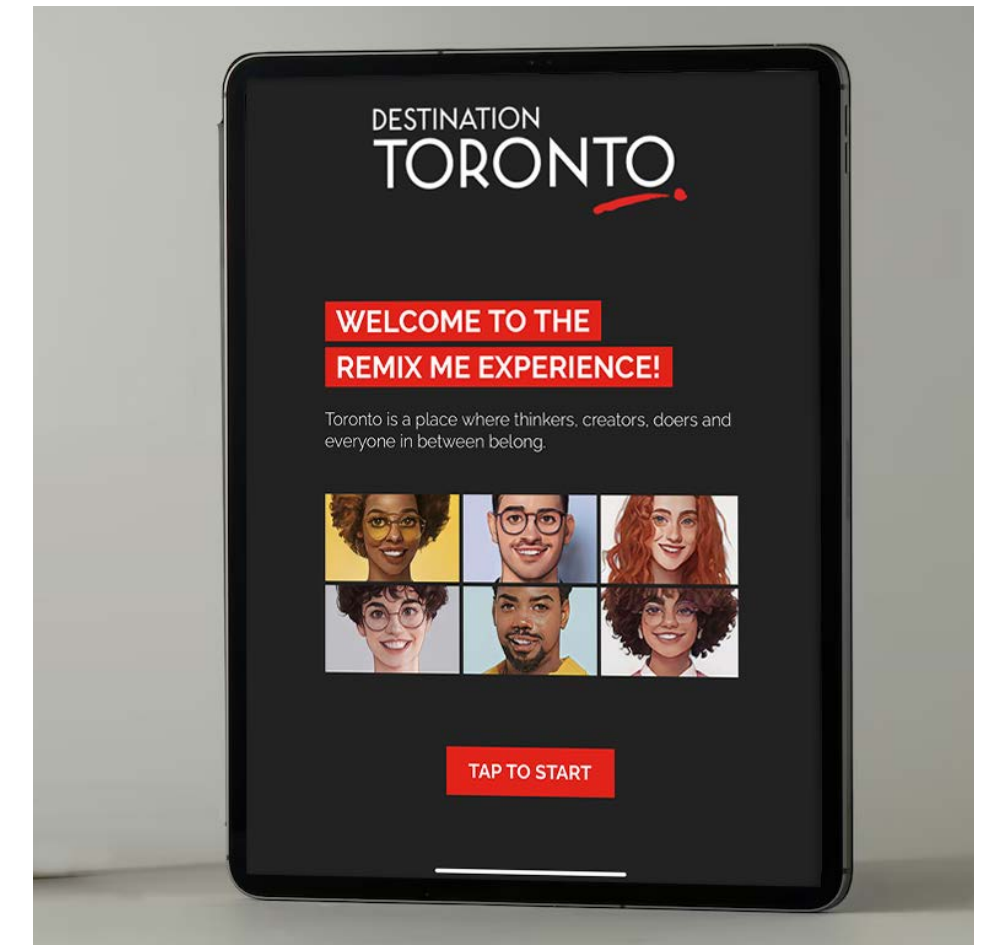 DESTINATION
TORONTO
WELCOME TO THE
REMIX ME EXPERIENCE!
Toronto is a place where thinkers, creators, doers and
everyone in between belong.
TAP TO START